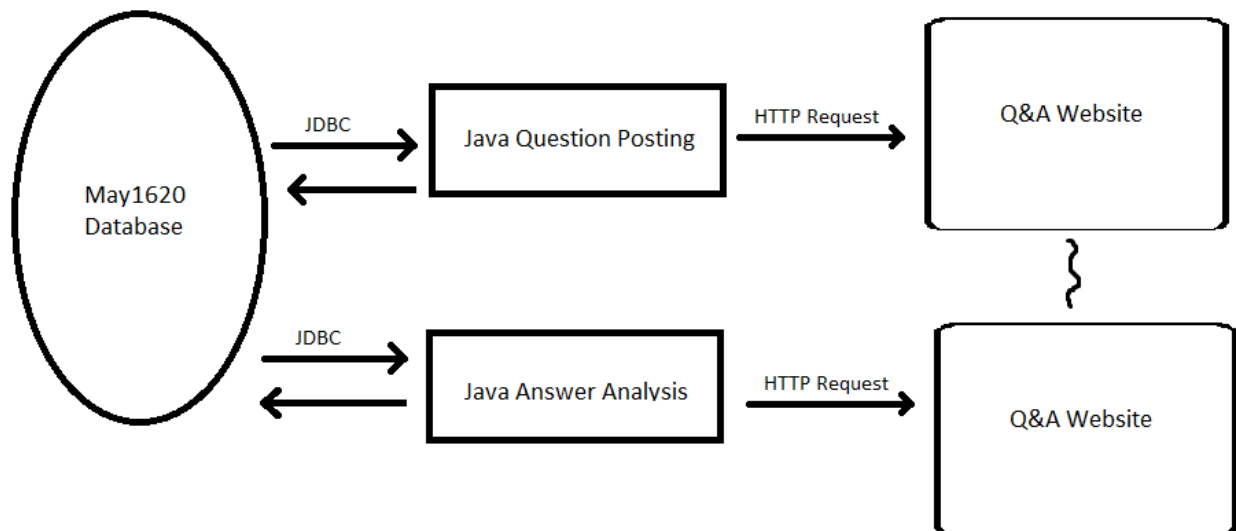 JDBC
Java Question Posting
HTTP Request
Q&A Website
May1620
Database
JDBC
Java Answer Analysis
HTTP Request
Q&A Website